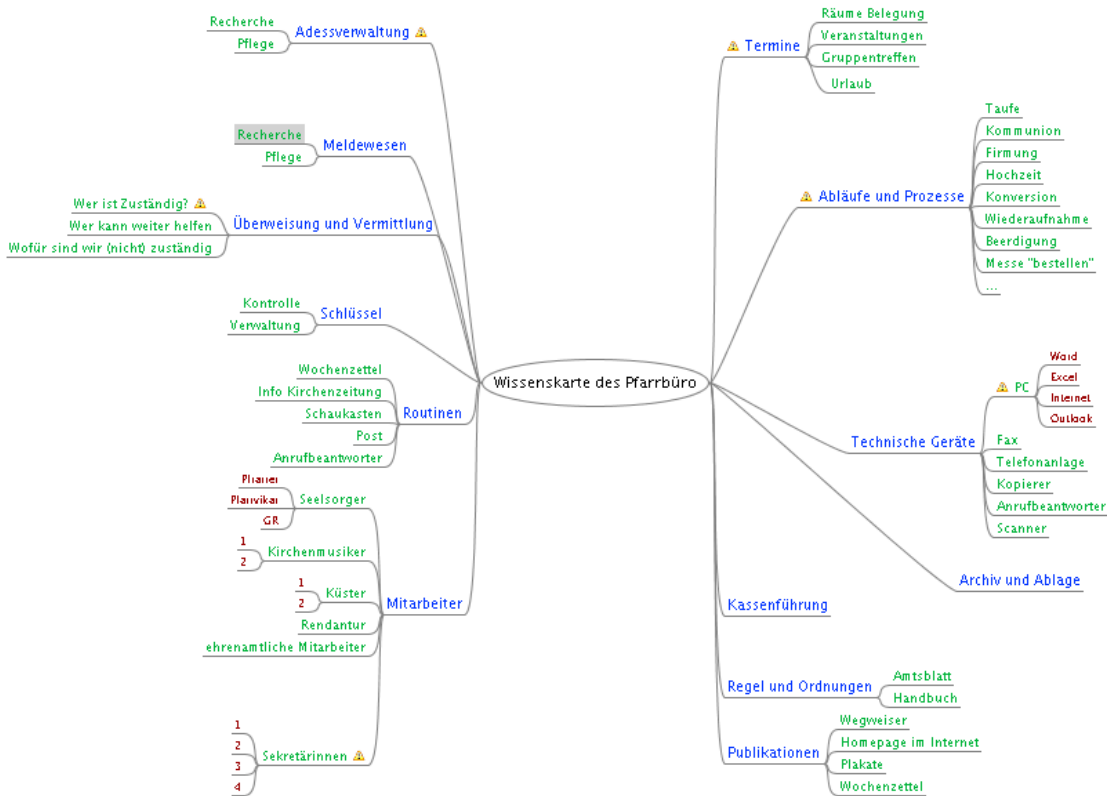 Wissenskarte des Pfarrbüro
Adessverwaltung
Recherche
Pflege
Meldewesen
Recherche
Pflege
Überweisung und Vermittlung
Wer ist Zuständig?
Wer kann weiter helfen
Wofür sind wir (nicht) zuständig
Schlüssel
Kontrolle
Verwaltung
Routinen
Wochenzettel
Info Kirchenzeitung
Schaukasten
Post
Anrufbeantworter
Mitarbeiter
Seelsorger
Pfarrer
Pfarrvikar
GR
Kirchenmusiker
1
2
Küster
1
2
Rendantur
ehrenamtliche Mitarbeiter
Sekretärinnen
1
2
3
4
Termine
Räume Belegung
Veranstaltungen
Gruppentreffen
Urlaub
Abläufe und Prozesse
Taufe
Kommunion
Firmung
Hochzeit
Konversion
Wiederaufnahme
Beerdigung
Messe "bestellen"
...
Technische Geräte
PC
Word
Excel
Internet
Outlook
Fax
Telefonanlage
Kopierer
Anrufbeantworter
Scanner
Archiv und Ablage
Kassenführung
Regel und Ordnungen
Amtsblatt
Handbuch
Publikationen
Wegweiser
Homepage im Internet
Plakate
Wochenzettel